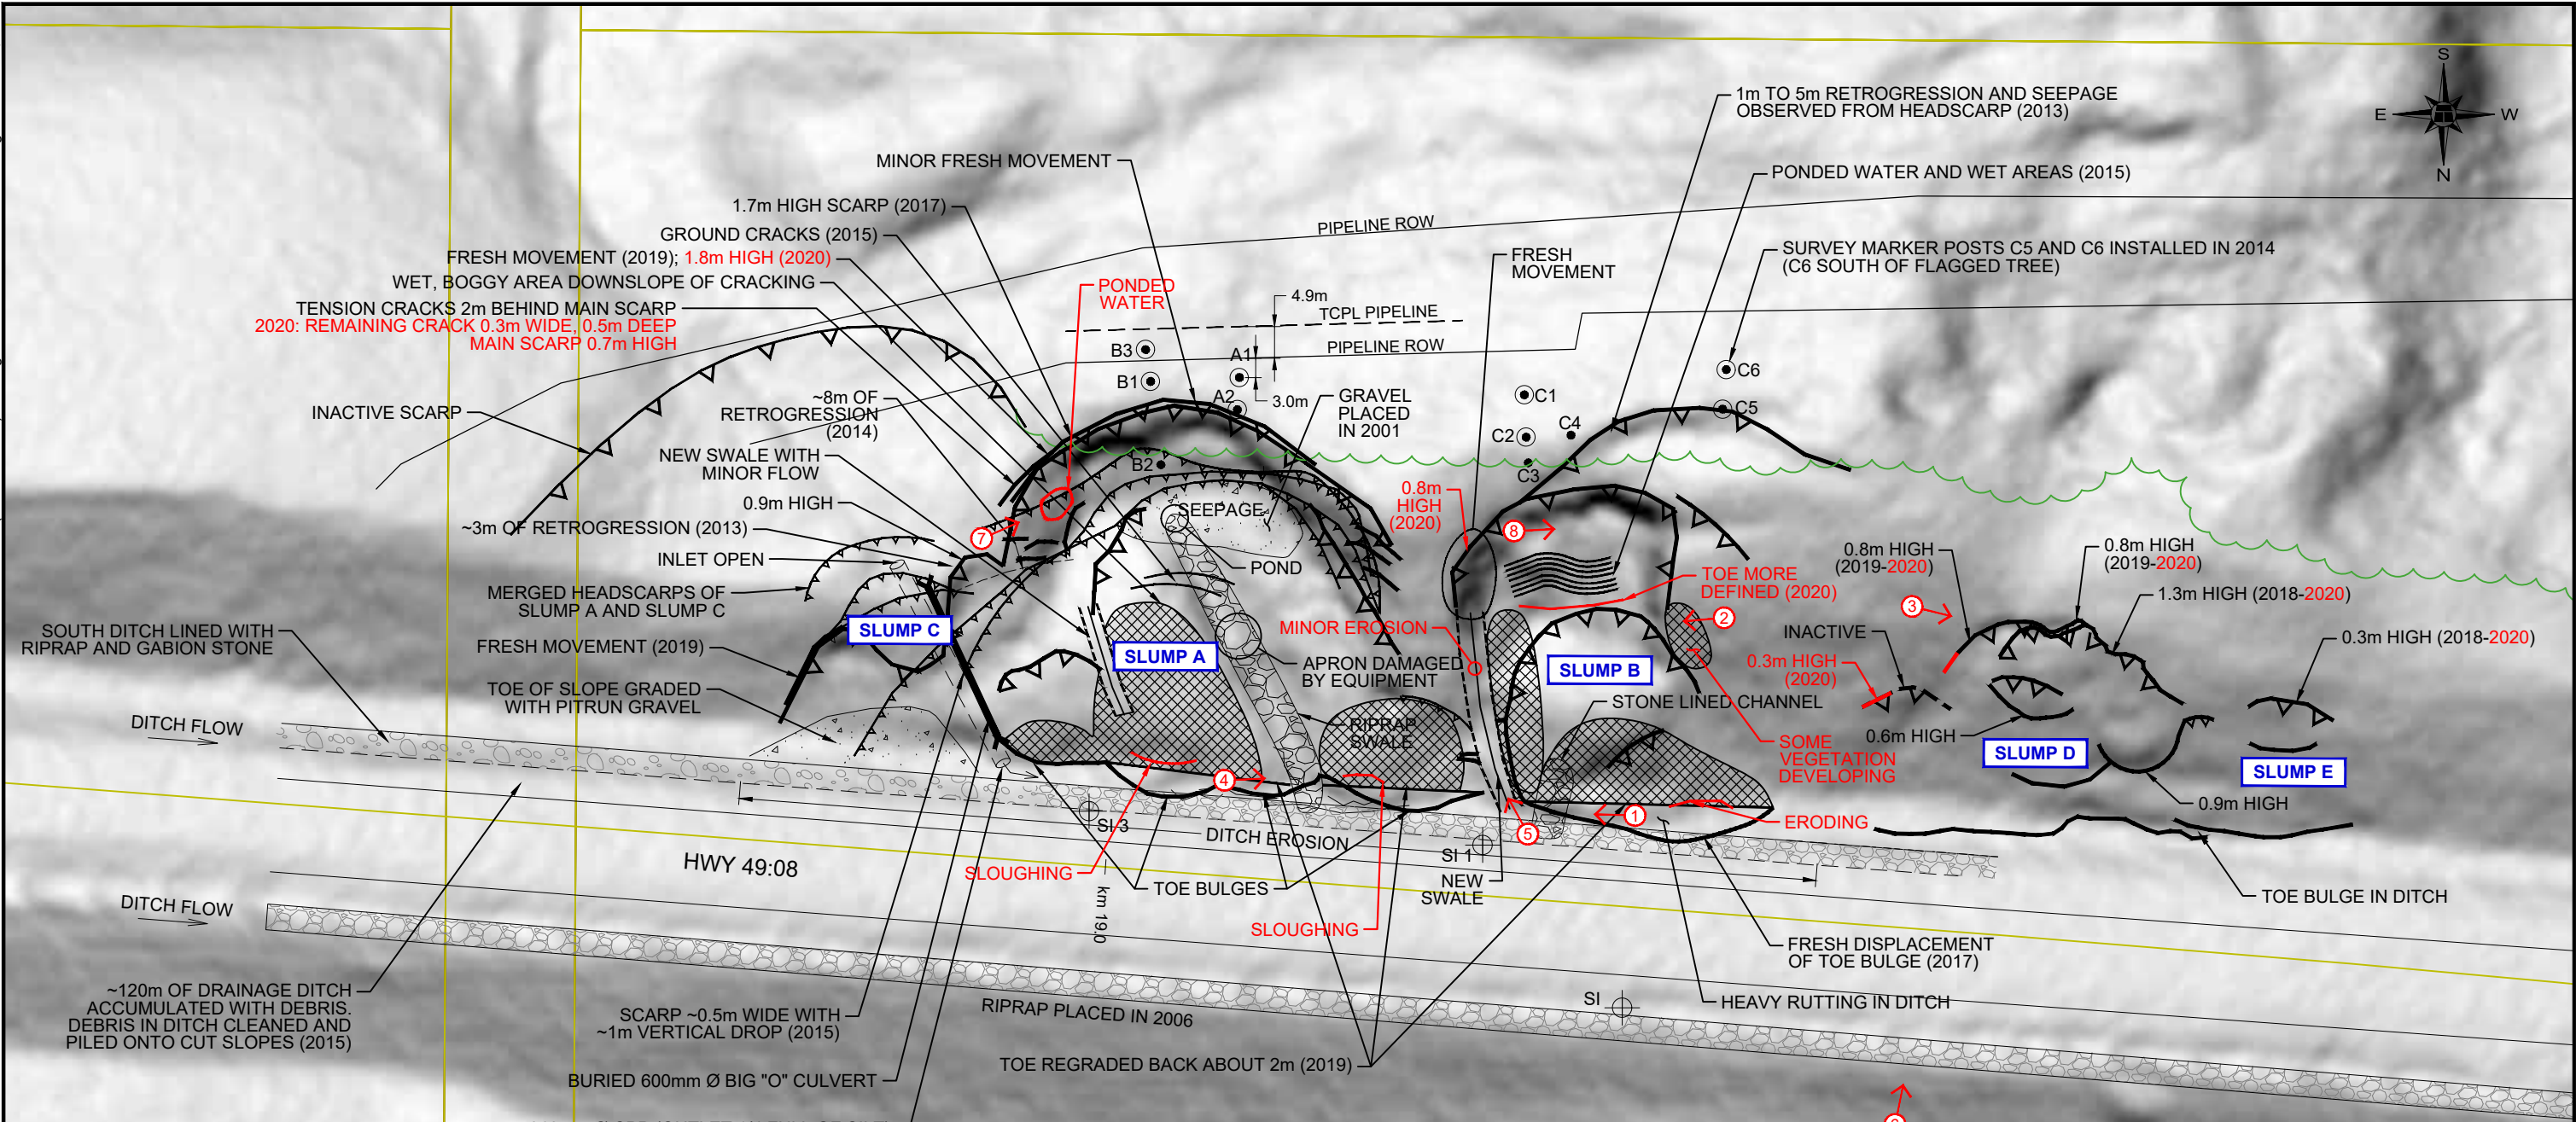 S
E
W
N
1m TO 5m RETROGRESSION AND SEEPAGE
OBSERVED FROM HEADSCARP (2013)
MINOR FRESH MOVEMENT
PONDED WATER AND WET AREAS (2015)
1.7m HIGH SCARP (2017)
GROUND CRACKS (2015)
FRESH MOVEMENT (2019); 1.8m HIGH (2020)
WET, BOGGY AREA DOWNSLOPE OF CRACKING
TENSION CRACKS 2m BEHIND MAIN SCARP
2020: REMAINING CRACK 0.3m WIDE, 0.5m DEEP
MAIN SCARP 0.7m HIGH
PIPELINE ROW
FRESH
MOVEMENT
SURVEY MARKER POSTS C5 AND C6 INSTALLED IN 2014
(C6 SOUTH OF FLAGGED TREE)
PONDED
WATER
4.9m
TCPL PIPELINE
PIPELINE ROW
B3
A1
B1
A2
3.0m
C1
C6
C5
C2
C4
C3
B2
INACTIVE SCARP
~8m OF
RETROGRESSION
(2014)
GRAVEL
PLACED
IN 2001
NEW SWALE WITH
MINOR FLOW
0.9m HIGH
~3m OF RETROGRESSION (2013)
INLET OPEN
MERGED HEADSCARPS OF
SLUMP A AND SLUMP C
7
SEEPAGE
POND
0.8m
HIGH
(2020)
8
TOE MORE
DEFINED (2020)
2
0.8m HIGH
(2019-2020)
0.8m HIGH
(2019-2020)
1.3m HIGH (2018-2020)
3
INACTIVE
0.3m HIGH (2018-2020)
0.3m HIGH
(2020)
SOUTH DITCH LINED WITH
RIPRAP AND GABION STONE
FRESH MOVEMENT (2019)
TOE OF SLOPE GRADED
WITH PITRUN GRAVEL
SLUMP C
SLUMP A
MINOR EROSION
APRON DAMAGED
BY EQUIPMENT
SLUMP B
STONE LINED CHANNEL
RIPRAP
SWALE
SOME
VEGETATION
DEVELOPING
0.6m HIGH
SLUMP D
SLUMP E
0.9m HIGH
DITCH FLOW
4
SI 3
DITCH EROSION
1
5
ERODING
HWY 49:08
SLOUGHING
TOE BULGES
SI 1
NEW
SWALE
km 19.0
SLOUGHING
TOE BULGE IN DITCH
DITCH FLOW
FRESH DISPLACEMENT
OF TOE BULGE (2017)
~120m OF DRAINAGE DITCH
ACCUMULATED WITH DEBRIS.
DEBRIS IN DITCH CLEANED AND
PILED ONTO CUT SLOPES (2015)
SCARP ~0.5m WIDE WITH
~1m VERTICAL DROP (2015)
RIPRAP PLACED IN 2006
SI
HEAVY RUTTING IN DITCH
TOE REGRADED BACK ABOUT 2m (2019)
BURIED 600mm Ø BIG "O" CULVERT